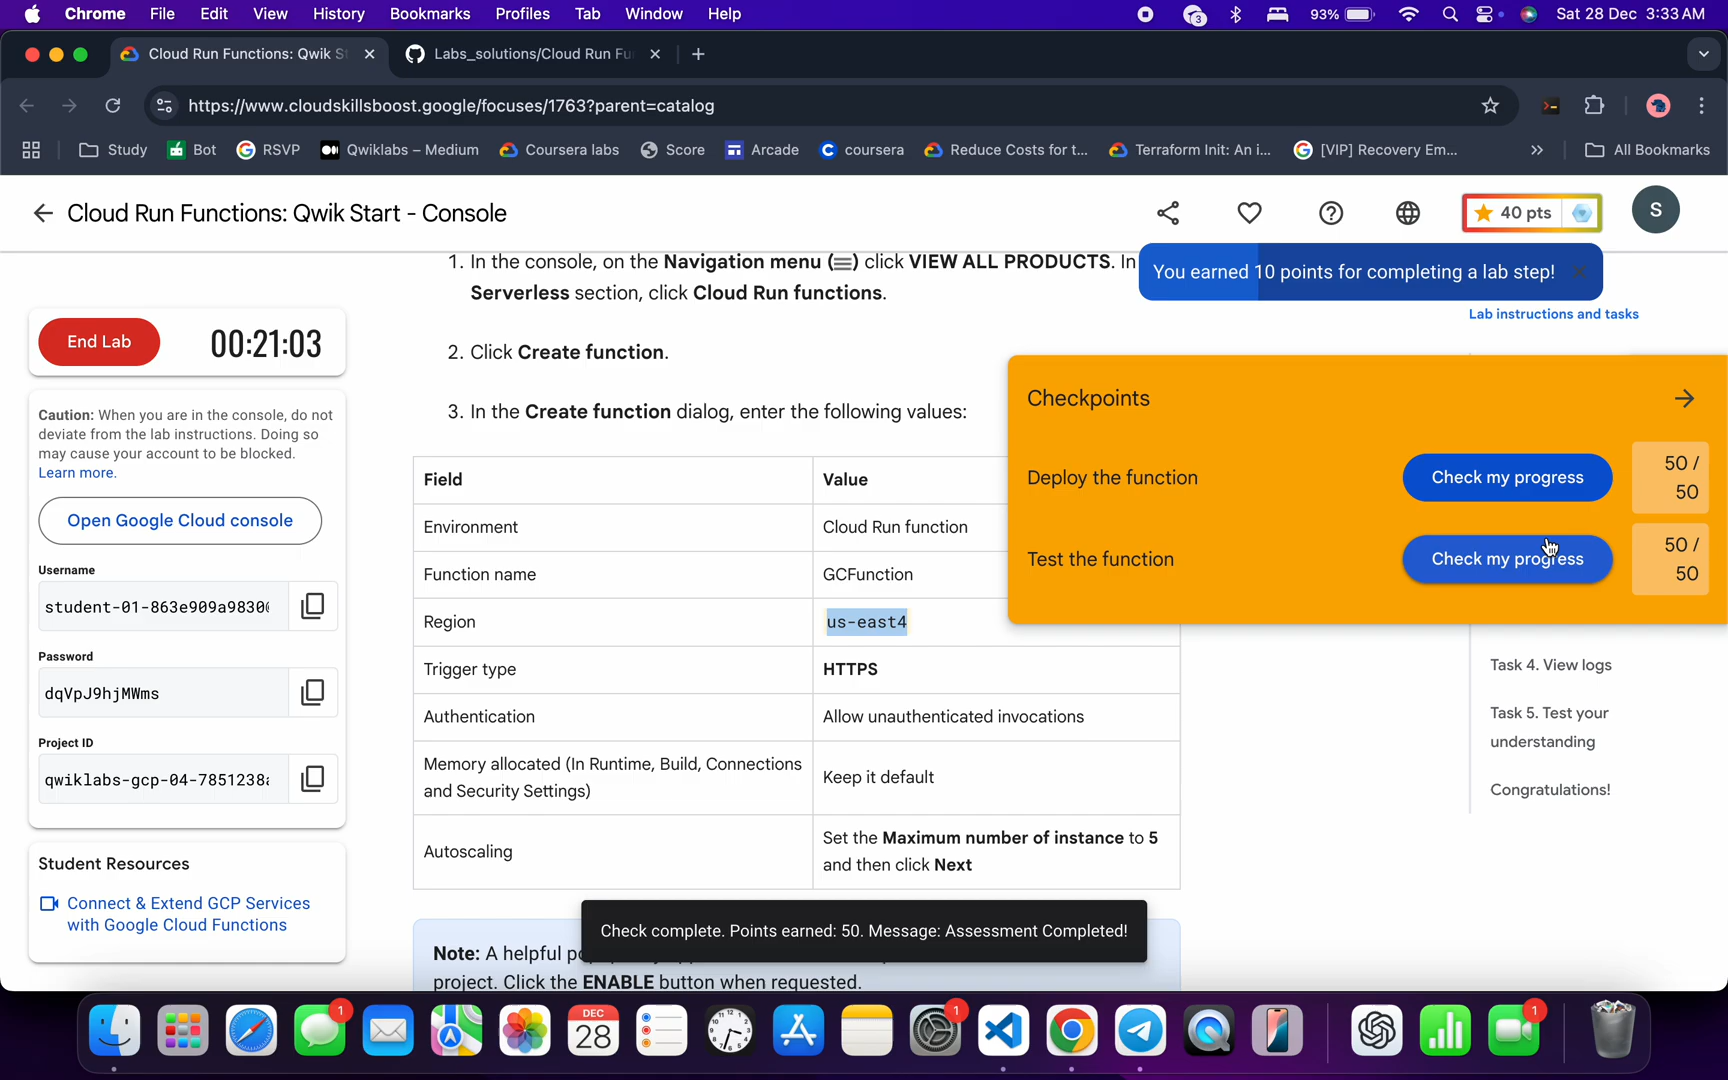 Chrome File Edit View History Bookmarks Profiles Tab Window Help
3 93% Sat 28 Dec 3:33 AM
Cloud Run Functions: Qwik St
Labs_solutions/Cloud Run Fu
https://www.cloudskillsboost.google/focuses/1763?parent=catalog
Study Bot RSVP Qwiklabs – Medium Coursera labs Score Arcade coursera Reduce Costs for t... Terraform Init: An i... [VIP] Recovery Em... » All Bookmarks
Cloud Run Functions: Qwik Start - Console
40 pts
S
You earned 10 points for completing a lab step!
Lab instructions and tasks
End Lab
00:21:03
Caution: When you are in the console, do not
deviate from the lab instructions. Doing so
may cause your account to be blocked.
Learn more.
Open Google Cloud console
Username
student-01-863e909a9830
Password
dqVpJ9hjMWms
Project ID
qwiklabs-gcp-04-7851238
Student Resources
Connect & Extend GCP Services
with Google Cloud Functions
1. In the console, on the Navigation menu (☰) click VIEW ALL PRODUCTS. In
Serverless section, click Cloud Run functions.
2. Click Create function.
3. In the Create function dialog, enter the following values:
Field Value
Environment Cloud Run function
Function name GCFunction
Region us-east4
Trigger type HTTPS
Authentication Allow unauthenticated invocations
Memory allocated (In Runtime, Build, Connections
and Security Settings) Keep it default
Autoscaling Set the Maximum number of instance to 5
and then click Next
Note: A helpful
project. Click the ENABLE button when requested.
Check complete. Points earned: 50. Message: Assessment Completed!
Checkpoints
Deploy the function Check my progress 50 /
50
Test the function Check my progress 50 /
50
Task 4. View logs
Task 5. Test your
understanding
Congratulations!
1
DEC
28
1
1